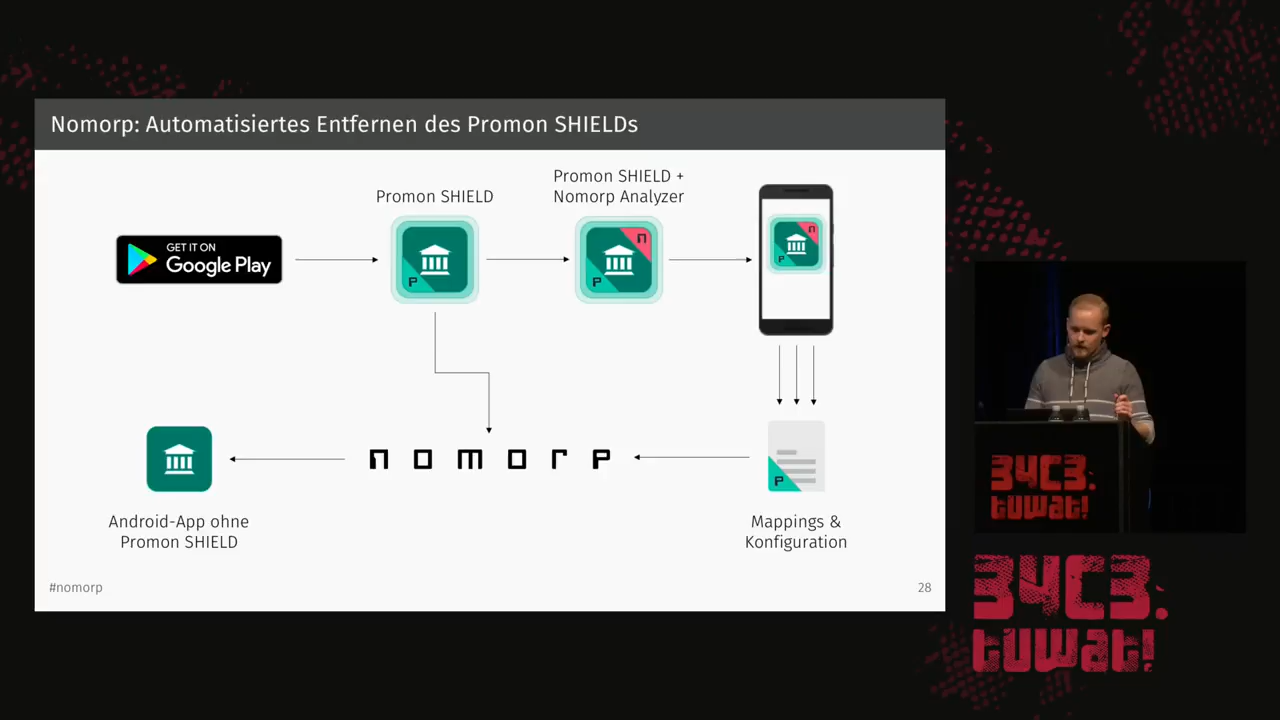 Nomorp: Automatisiertes Entfernen des Promon SHIELDs
Promon SHIELD
Promon SHIELD +
Nomorp Analyzer
GET IT ON
Google Play
n
P
n
P
n
P
nomorp
P
Android-App ohne
Promon SHIELD
Mappings &
Konfiguration
#nomorp
28
34C3.
tuwat!
34C3.
tuwat!